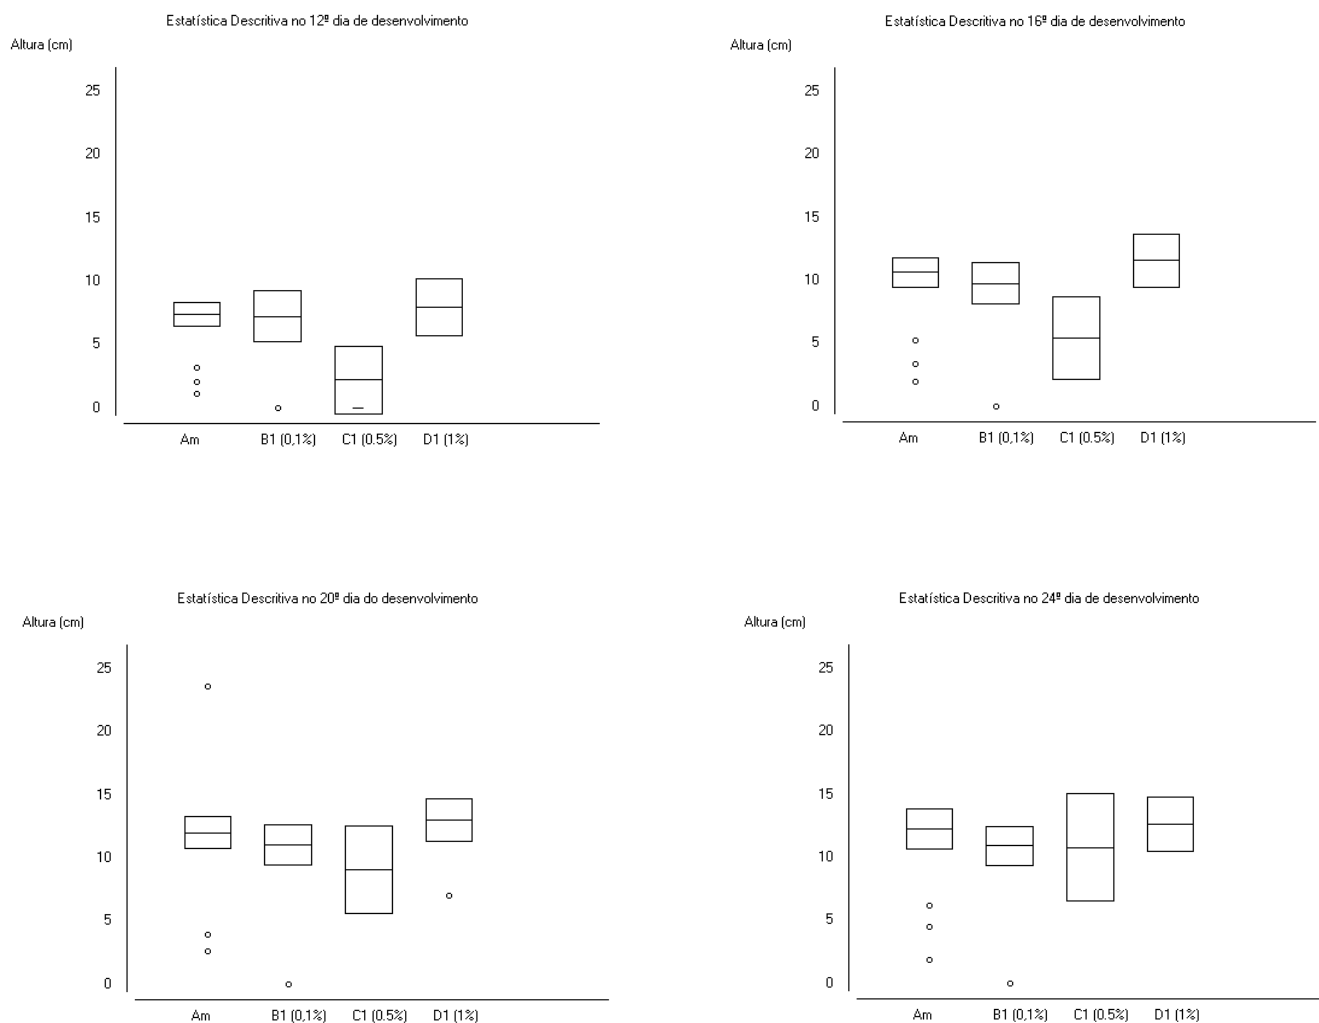 Estatística Descritiva no 12º dia de desenvolvimento
Altura (cm)
25
20
15
10
5
0
Am B1 (0,1%) C1 (0.5%) D1 (1%)
Estatística Descritiva no 16º dia de desenvolvimento
Altura (cm)
25
20
15
10
5
0
Am B1 (0,1%) C1 (0.5%) D1 (1%)
Estatística Descritiva no 20º dia do desenvolvimento
Altura (cm)
25
20
15
10
5
0
Am B1 (0,1%) C1 (0.5%) D1 (1%)
Estatística Descritiva no 24º dia de desenvolvimento
Altura (cm)
25
20
15
10
5
0
Am B1 (0,1%) C1 (0.5%) D1 (1%)